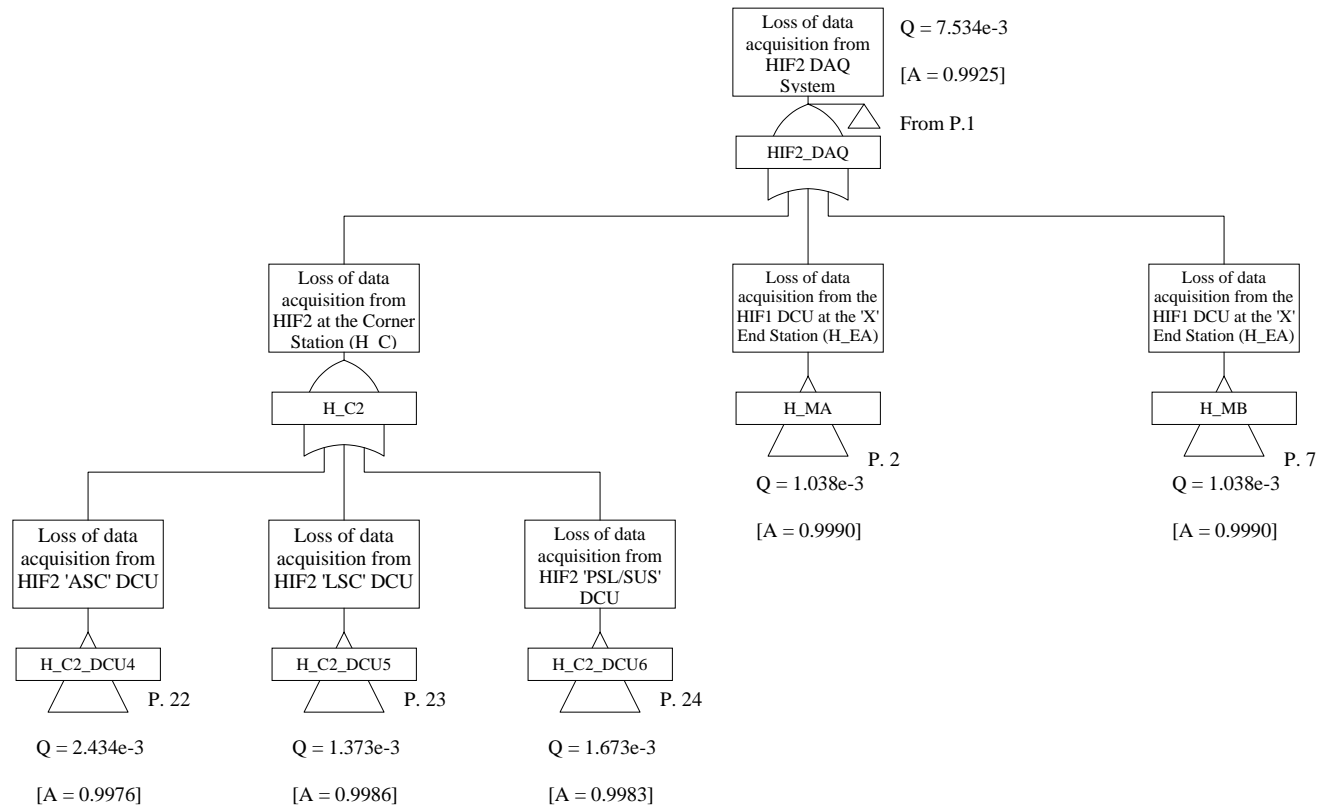 Loss of data
acquisition from
HIF2 DAQ
System
Q = 7.534e-3
[A = 0.9925]
From P.1
HIF2_DAQ
Loss of data
acquisition from
HIF2 at the Corner
Station (H_C)
Loss of data
acquisition from the
HIF1 DCU at the 'X'
End Station (H_EA)
Loss of data
acquisition from the
HIF1 DCU at the 'X'
End Station (H_EA)
H_C2
H_MA
H_MB
P. 2
P. 7
Q = 1.038e-3
Q = 1.038e-3
[A = 0.9990]
[A = 0.9990]
Loss of data
acquisition from
HIF2 'ASC' DCU
Loss of data
acquisition from
HIF2 'LSC' DCU
Loss of data
acquisition from
HIF2 'PSL/SUS'
DCU
H_C2_DCU4
H_C2_DCU5
H_C2_DCU6
P. 22
P. 23
P. 24
Q = 2.434e-3
Q = 1.373e-3
Q = 1.673e-3
[A = 0.9976]
[A = 0.9986]
[A = 0.9983]